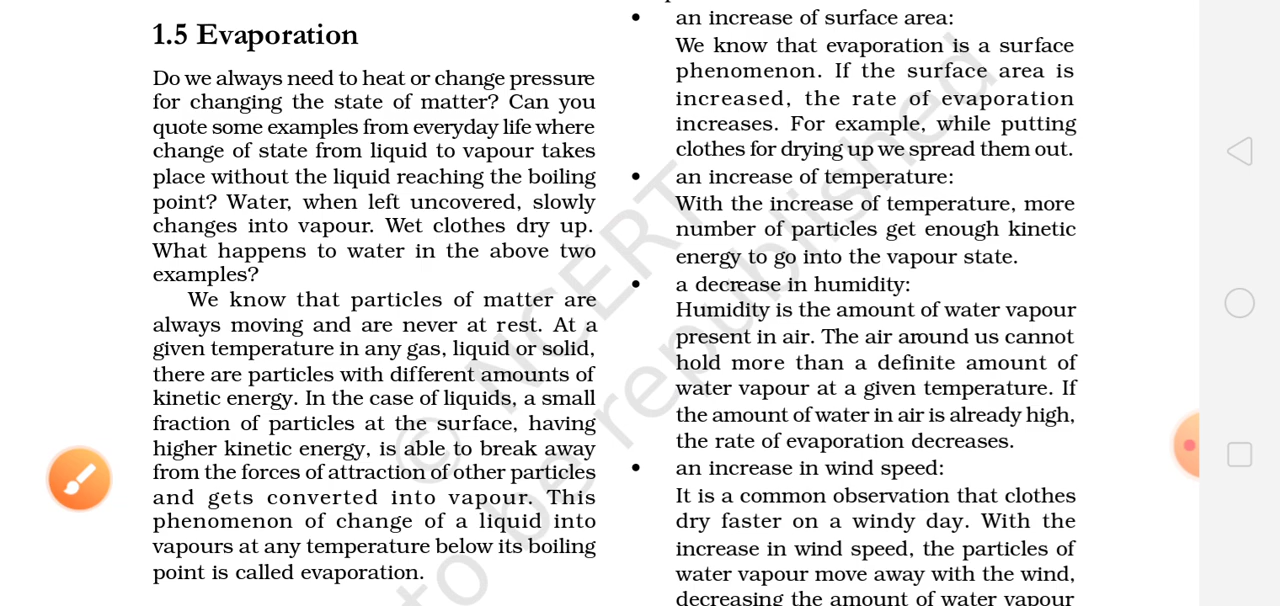 1.5 Evaporation
Do we always need to heat or change pressure
for changing the state of matter? Can you
quote some examples from everyday life where
change of state from liquid to vapour takes
place without the liquid reaching the boiling
point? Water, when left uncovered, slowly
changes into vapour. Wet clothes dry up.
What happens to water in the above two
examples?
We know that particles of matter are
always moving and are never at rest. At a
given temperature in any gas, liquid or solid,
there are particles with different amounts of
kinetic energy. In the case of liquids, a small
fraction of particles at the surface, having
higher kinetic energy, is able to break away
from the forces of attraction of other particles
and gets converted into vapour. This
phenomenon of change of a liquid into
vapours at any temperature below its boiling
point is called evaporation.
• an increase of surface area:
We know that evaporation is a surface
phenomenon. If the surface area is
increased, the rate of evaporation
increases. For example, while putting
clothes for drying up we spread them out.
• an increase of temperature:
With the increase of temperature, more
number of particles get enough kinetic
energy to go into the vapour state.
• a decrease in humidity:
Humidity is the amount of water vapour
present in air. The air around us cannot
hold more than a definite amount of
water vapour at a given temperature. If
the amount of water in air is already high,
the rate of evaporation decreases.
• an increase in wind speed:
It is a common observation that clothes
dry faster on a windy day. With the
increase in wind speed, the particles of
water vapour move away with the wind,
decreasing the amount of water vapour
© NCERT
to be republished